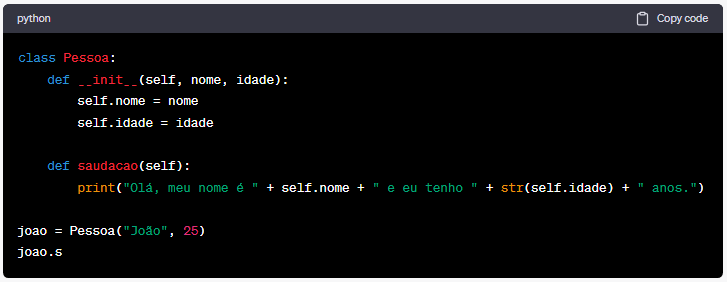 python
Copy code
class Pessoa:
    def __init__(self, nome, idade):
        self.nome = nome
        self.idade = idade

    def saudacao(self):
        print("Olá, meu nome é " + self.nome + " e eu tenho " + str(self.idade) + " anos.")

joao = Pessoa("João", 25)
joao.s